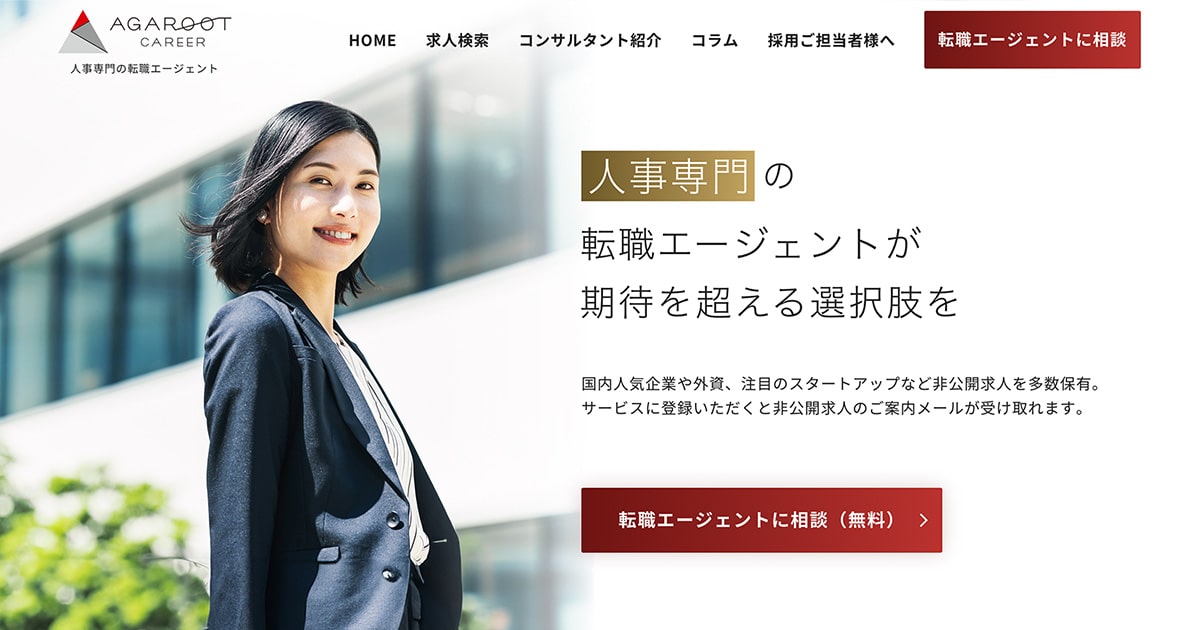 AGAROOT
CAREER
人事専門の転職エージェント
HOME 求人検索 コンサルタント紹介 コラム 採用ご担当者様へ 転職エージェントに相談
人事専門 の
転職エージェントが
期待を超える選択肢を
国内人気企業や外資、注目のスタートアップなど非公開求人を多数保有。
サービスに登録いただくと非公開求人のご案内メールが受け取れます。
転職エージェントに相談（無料）